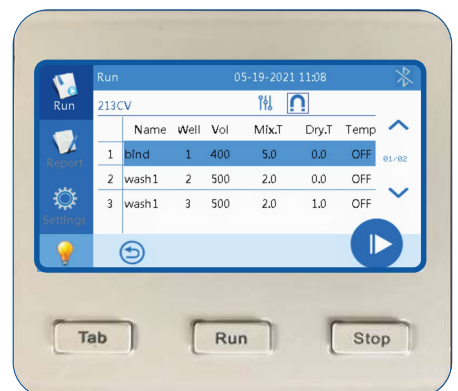 Run 05-19-2021 11:08
Run
213CV
Name Well Vol Mix.T Dry.T Temp
1 bind 1 400 5.0 0.0 OFF
01/02
Report
2 wash1 2 500 2.0 0.0 OFF
3 wash1 3 500 2.0 1.0 OFF
Settings
Tab Run Stop